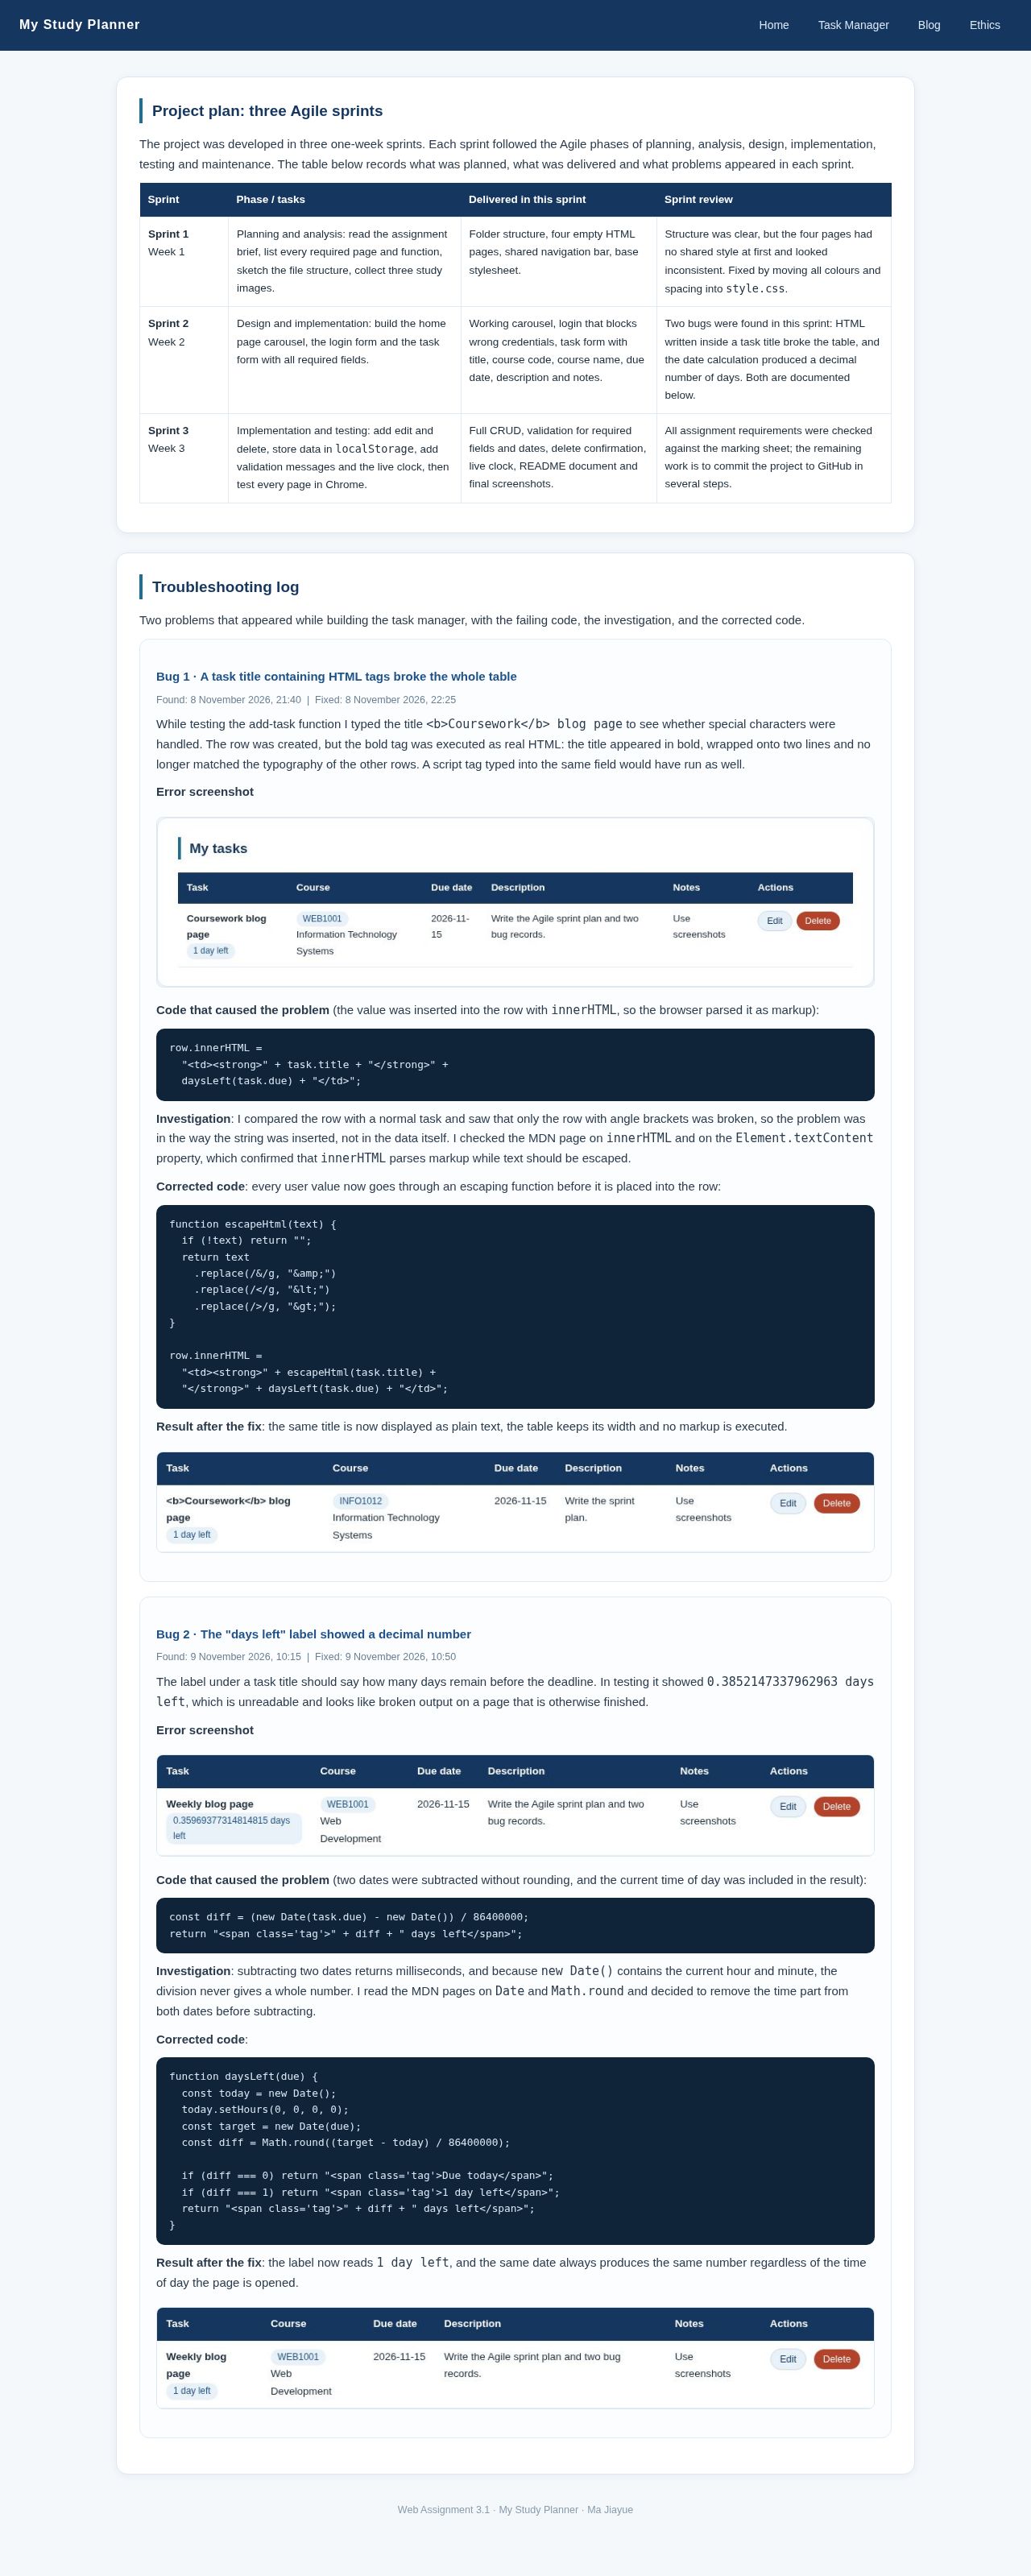 My Study Planner
Home Task Manager Blog Ethics
Project plan: three Agile sprints
The project was developed in three one-week sprints. Each sprint followed the Agile phases of planning, analysis, design, implementation,
testing and maintenance. The table below records what was planned, what was delivered and what problems appeared in each sprint.
Sprint Phase / tasks Delivered in this sprint Sprint review
Sprint 1
Week 1
Planning and analysis: read the assignment
brief, list every required page and function,
sketch the file structure, collect three study
images.
Folder structure, four empty HTML
pages, shared navigation bar, base
stylesheet.
Structure was clear, but the four pages had
no shared style at first and looked
inconsistent. Fixed by moving all colours and
spacing into style.css.
Sprint 2
Week 2
Design and implementation: build the home
page carousel, the login form and the task
form with all required fields.
Working carousel, login that blocks
wrong credentials, task form with
title, course code, course name, due
date, description and notes.
Two bugs were found in this sprint: HTML
written inside a task title broke the table, and
the date calculation produced a decimal
number of days. Both are documented
below.
Sprint 3
Week 3
Implementation and testing: add edit and
delete, store data in localStorage, add
validation messages and the live clock, then
test every page in Chrome.
Full CRUD, validation for required
fields and dates, delete confirmation,
live clock, README document and
final screenshots.
All assignment requirements were checked
against the marking sheet; the remaining
work is to commit the project to GitHub in
several steps.
Troubleshooting log
Two problems that appeared while building the task manager, with the failing code, the investigation, and the corrected code.
Bug 1 · A task title containing HTML tags broke the whole table
Found: 8 November 2026, 21:40 | Fixed: 8 November 2026, 22:25
While testing the add-task function I typed the title <b>Coursework</b> blog page to see whether special characters were
handled. The row was created, but the bold tag was executed as real HTML: the title appeared in bold, wrapped onto two lines and no
longer matched the typography of the other rows. A script tag typed into the same field would have run as well.
Error screenshot
My tasks
Task Course Due date Description Notes Actions
Coursework blog
page
1 day left
WEB1001
Information Technology
Systems
2026-11-
15
Write the Agile sprint plan and two
bug records.
Use
screenshots
Edit Delete
Code that caused the problem (the value was inserted into the row with innerHTML, so the browser parsed it as markup):
row.innerHTML =
"<td><strong>" + task.title + "</strong>" +
daysLeft(task.due) + "</td>";
Investigation: I compared the row with a normal task and saw that only the row with angle brackets was broken, so the problem was
in the way the string was inserted, not in the data itself. I checked the MDN page on innerHTML and on the Element.textContent
property, which confirmed that innerHTML parses markup while text should be escaped.
Corrected code: every user value now goes through an escaping function before it is placed into the row:
function escapeHtml(text) {
if (!text) return "";
return text
.replace(/&/g, "&amp;")
.replace(/</g, "&lt;")
.replace(/>/g, "&gt;");
}
row.innerHTML =
"<td><strong>" + escapeHtml(task.title) +
"</strong>" + daysLeft(task.due) + "</td>";
Result after the fix: the same title is now displayed as plain text, the table keeps its width and no markup is executed.
Task Course Due date Description Notes Actions
<b>Coursework</b> blog
page
1 day left
INFO1012
Information Technology
Systems
2026-11-15
Write the sprint
plan.
Use
screenshots
Edit Delete
Bug 2 · The "days left" label showed a decimal number
Found: 9 November 2026, 10:15 | Fixed: 9 November 2026, 10:50
The label under a task title should say how many days remain before the deadline. In testing it showed 0.3852147337962963 days
left, which is unreadable and looks like broken output on a page that is otherwise finished.
Error screenshot
Task Course Due date Description Notes Actions
Weekly blog page
0.35969377314814815 days
left
WEB1001
Web
Development
2026-11-15
Write the Agile sprint plan and two
bug records.
Use
screenshots
Edit Delete
Code that caused the problem (two dates were subtracted without rounding, and the current time of day was included in the result):
const diff = (new Date(task.due) - new Date()) / 86400000;
return "<span class='tag'>" + diff + " days left</span>";
Investigation: subtracting two dates returns milliseconds, and because new Date() contains the current hour and minute, the
division never gives a whole number. I read the MDN pages on Date and Math.round and decided to remove the time part from
both dates before subtracting.
Corrected code:
function daysLeft(due) {
const today = new Date();
today.setHours(0, 0, 0, 0);
const target = new Date(due);
const diff = Math.round((target - today) / 86400000);
if (diff === 0) return "<span class='tag'>Due today</span>";
if (diff === 1) return "<span class='tag'>1 day left</span>";
return "<span class='tag'>" + diff + " days left</span>";
}
Result after the fix: the label now reads 1 day left, and the same date always produces the same number regardless of the time
of day the page is opened.
Task Course Due date Description Notes Actions
Weekly blog
page
1 day left
WEB1001
Web
Development
2026-11-15
Write the Agile sprint plan and two bug
records.
Use
screenshots
Edit Delete
Web Assignment 3.1 · My Study Planner · Ma Jiayue